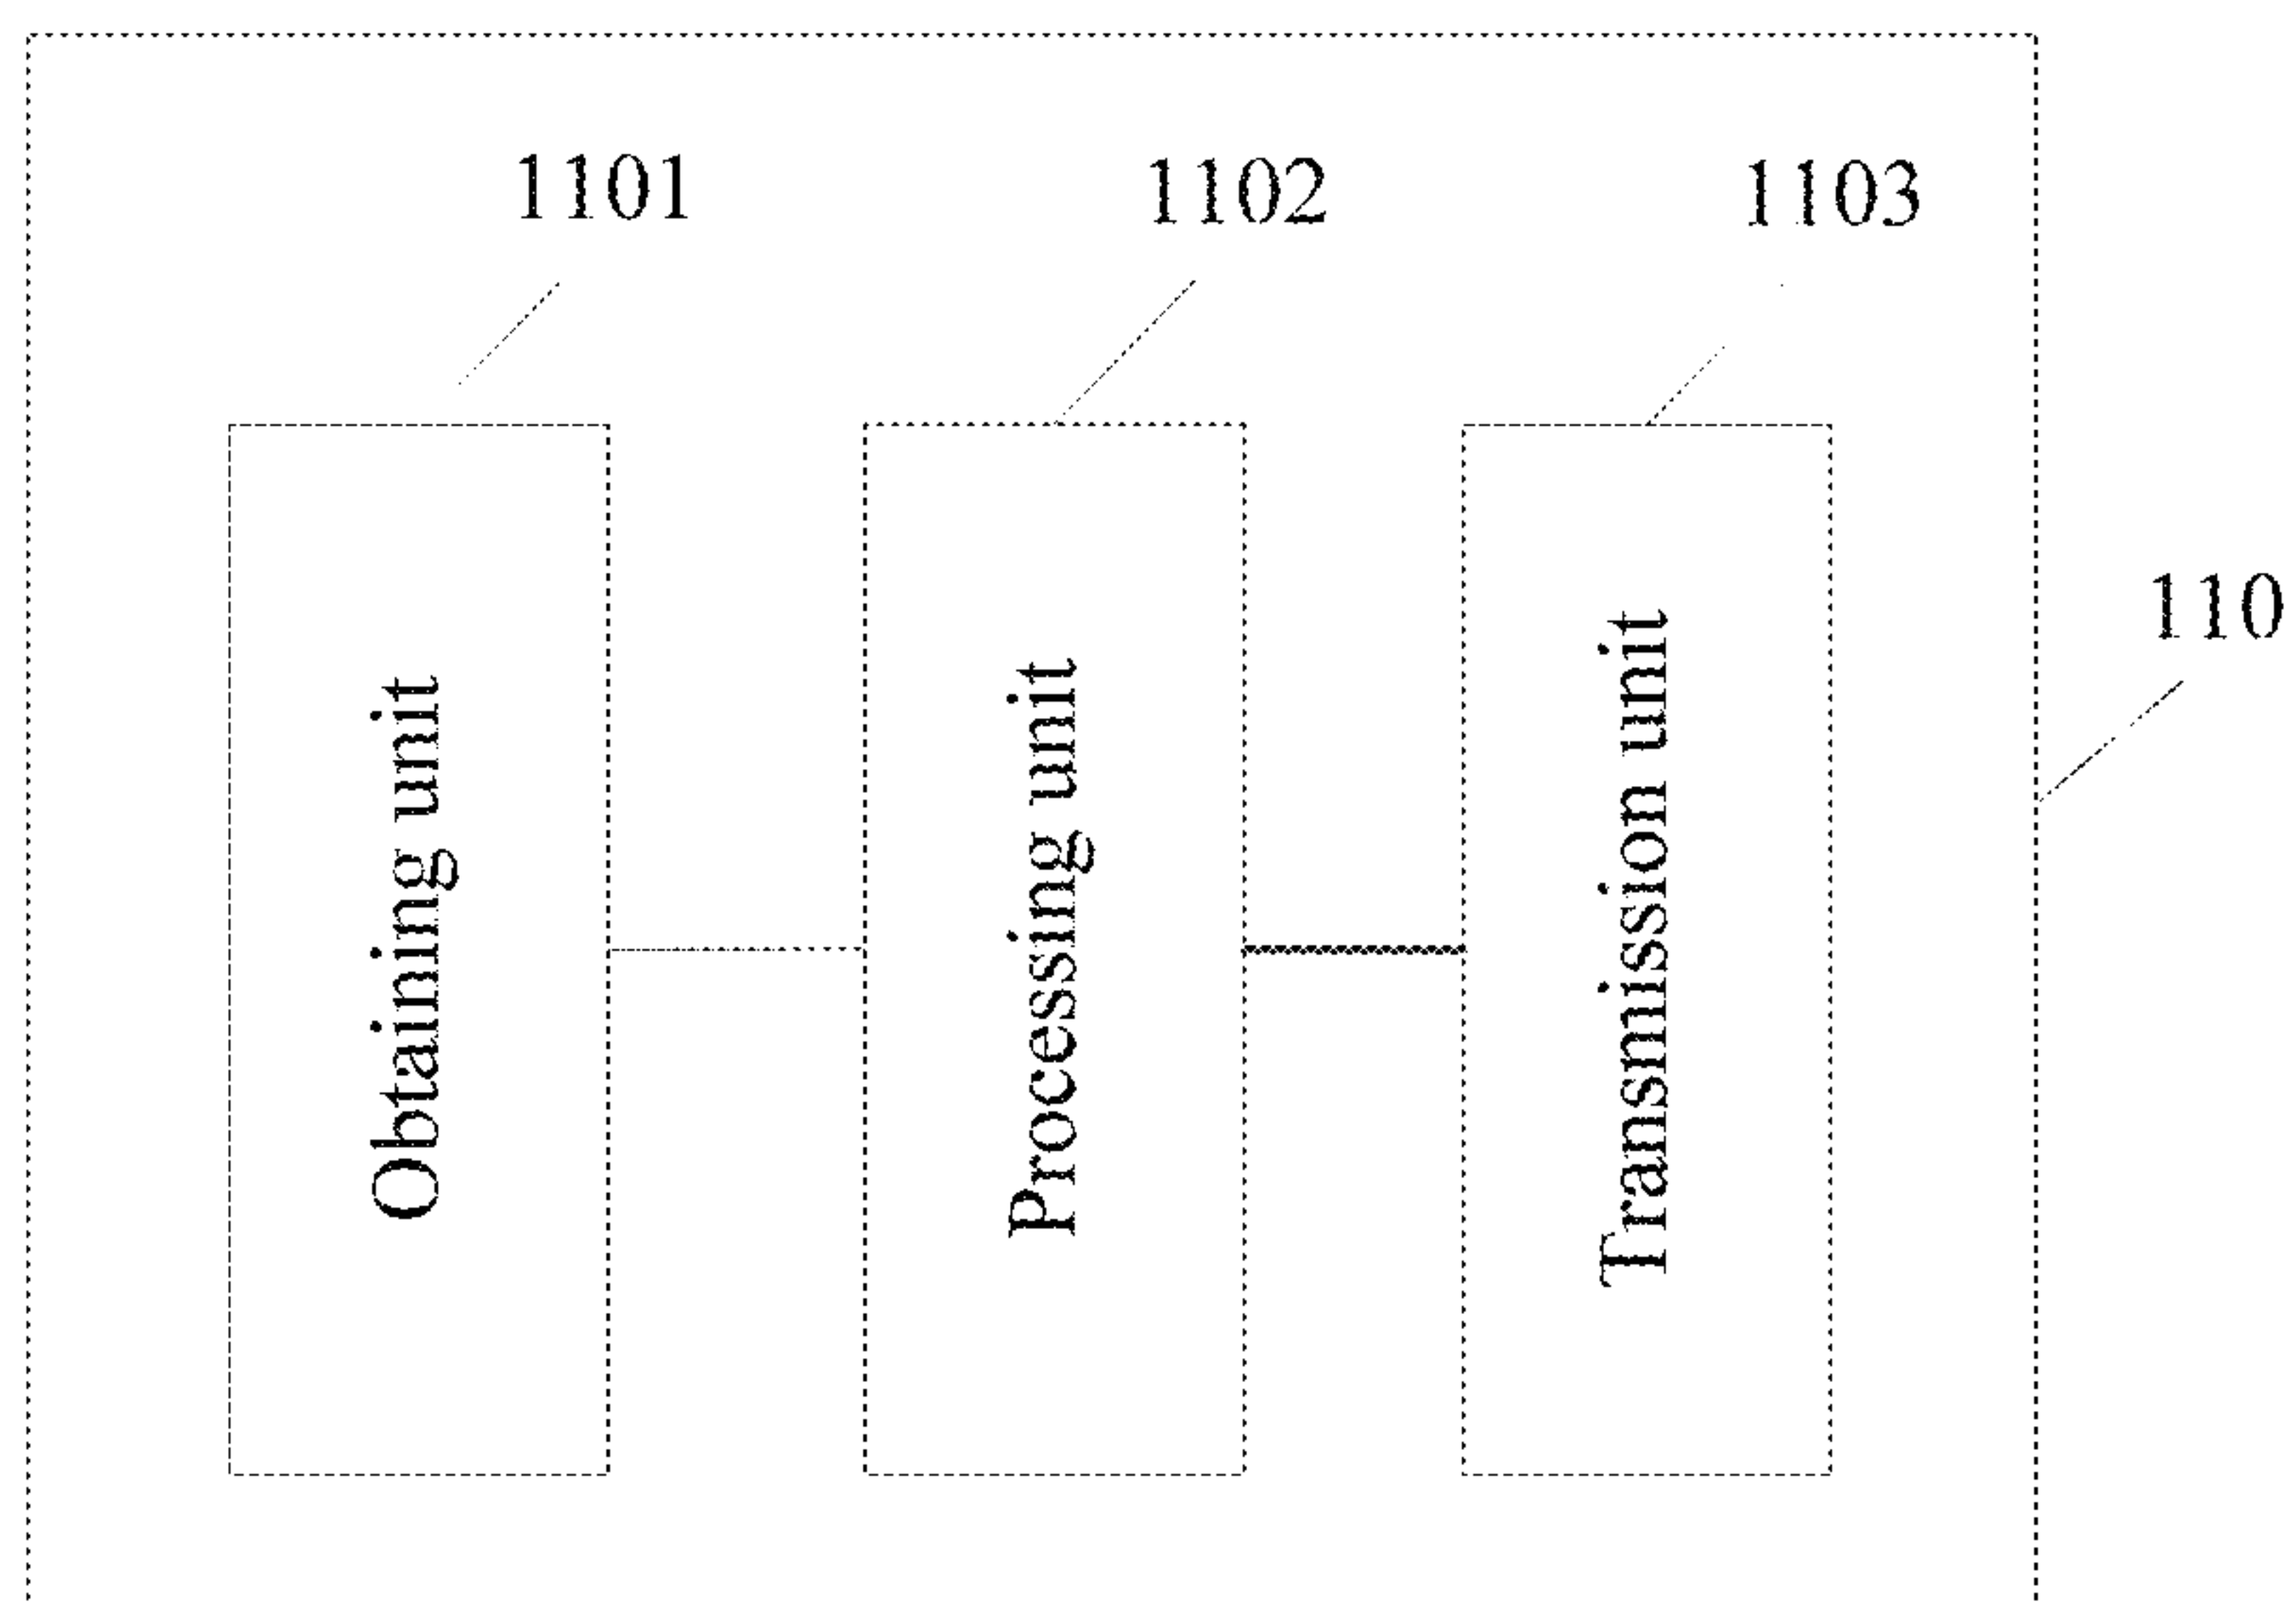 1101
1102
1103
110
Obtaining unit
Processing unit
Transmission unit